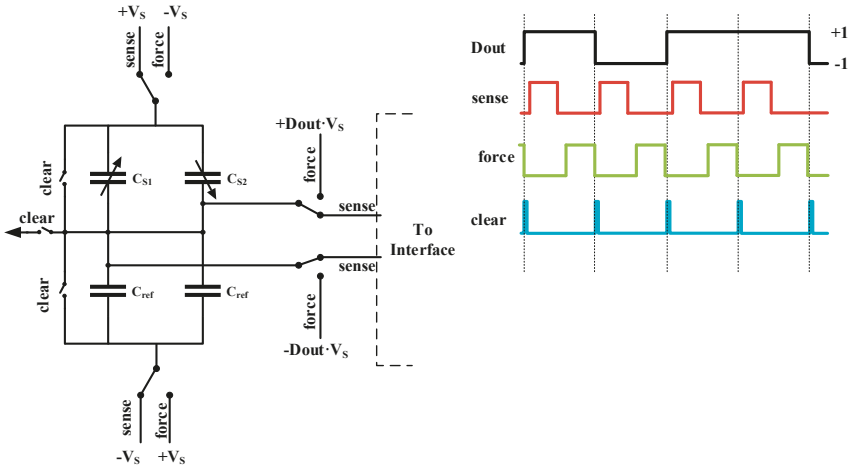 +V_S -V_S
sense
force
clear
C_S1
C_S2
+Dout·V_S
force
sense
clear
To
Interface
sense
clear
C_ref
C_ref
force
-Dout·V_S
sense
force
-V_S +V_S
Dout
+1
-1
sense
force
clear